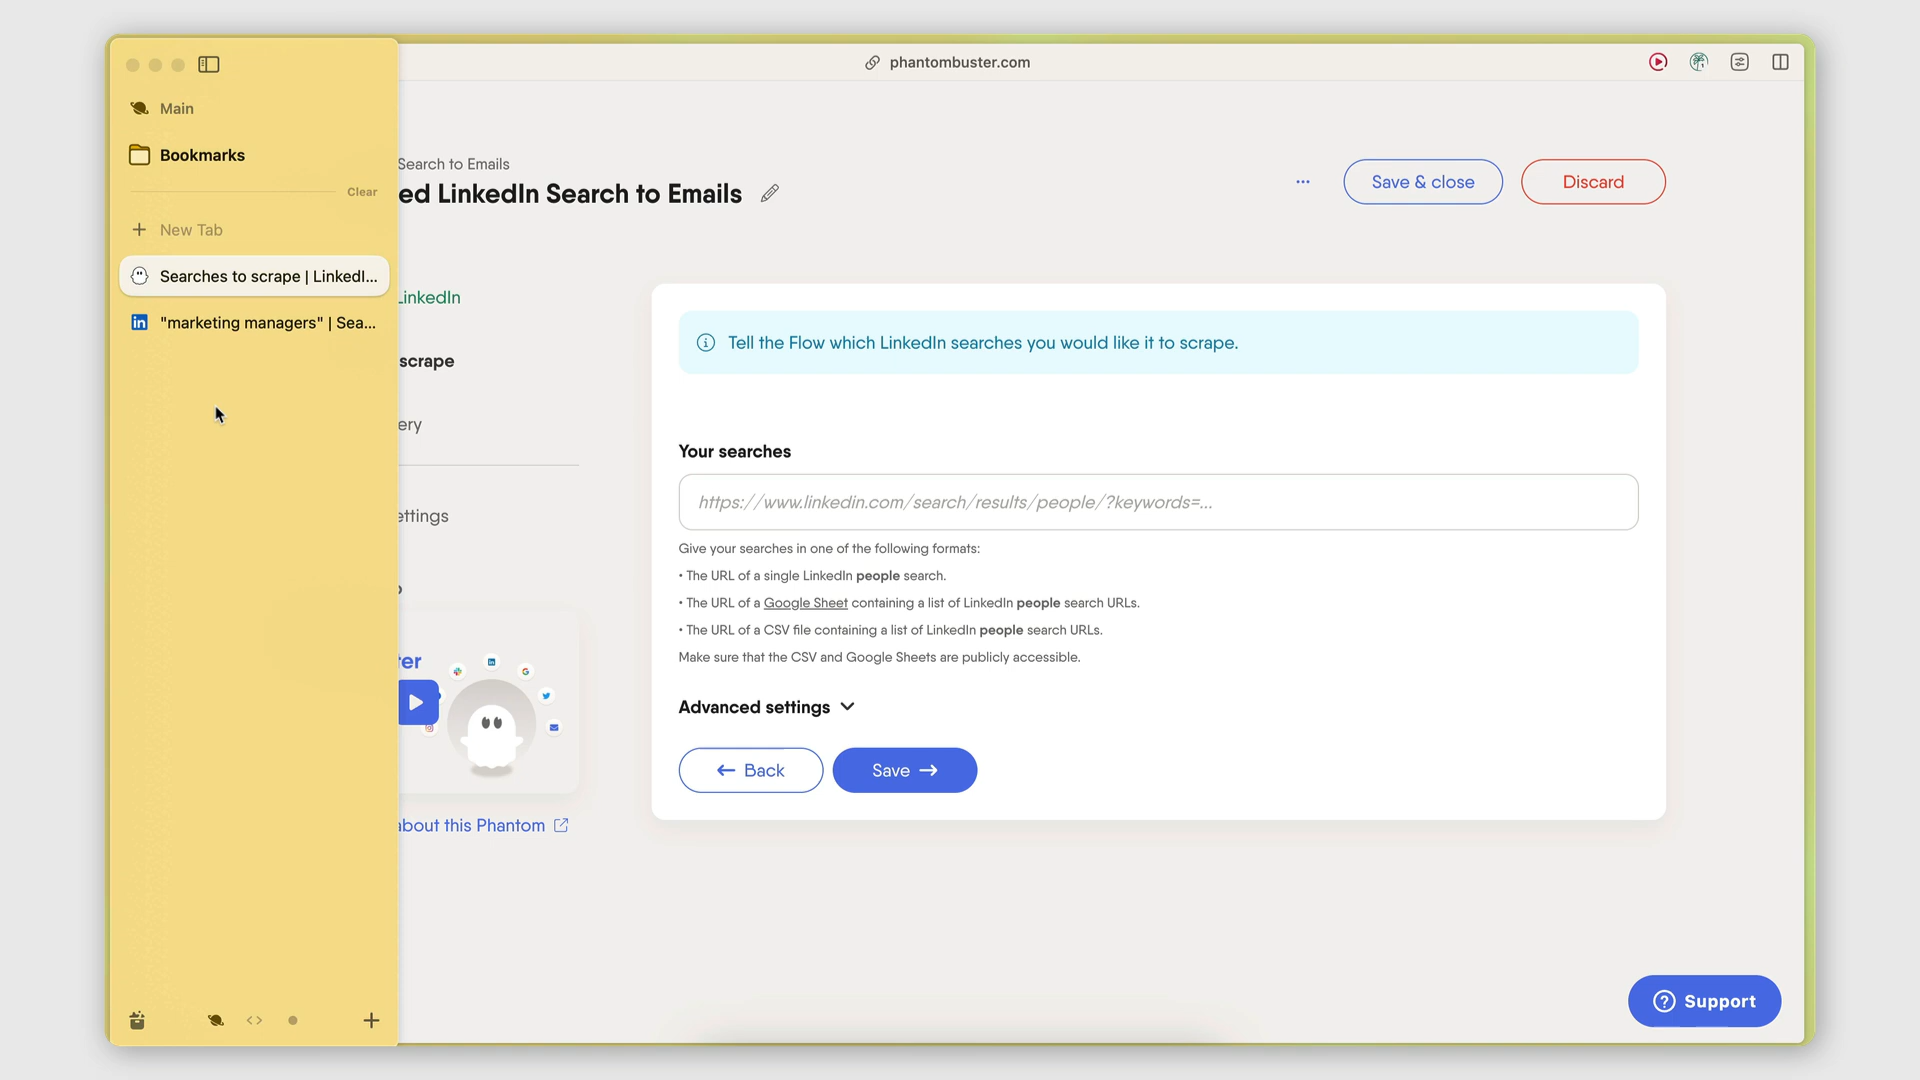 Main
Bookmarks
Clear
New Tab
Searches to scrape | LinkedI...
"marketing managers" | Sea...
phantombuster.com
Search to Emails
ed LinkedIn Search to Emails
Save & close
Discard
LinkedIn
scrape
ery
ettings
ter
about this Phantom
Tell the Flow which LinkedIn searches you would like it to scrape.
Your searches
https://www.linkedin.com/search/results/people/?keywords=...
Give your searches in one of the following formats:
• The URL of a single LinkedIn people search.
• The URL of a Google Sheet containing a list of LinkedIn people search URLs.
• The URL of a CSV file containing a list of LinkedIn people search URLs.
Make sure that the CSV and Google Sheets are publicly accessible.
Advanced settings
Back
Save
Support